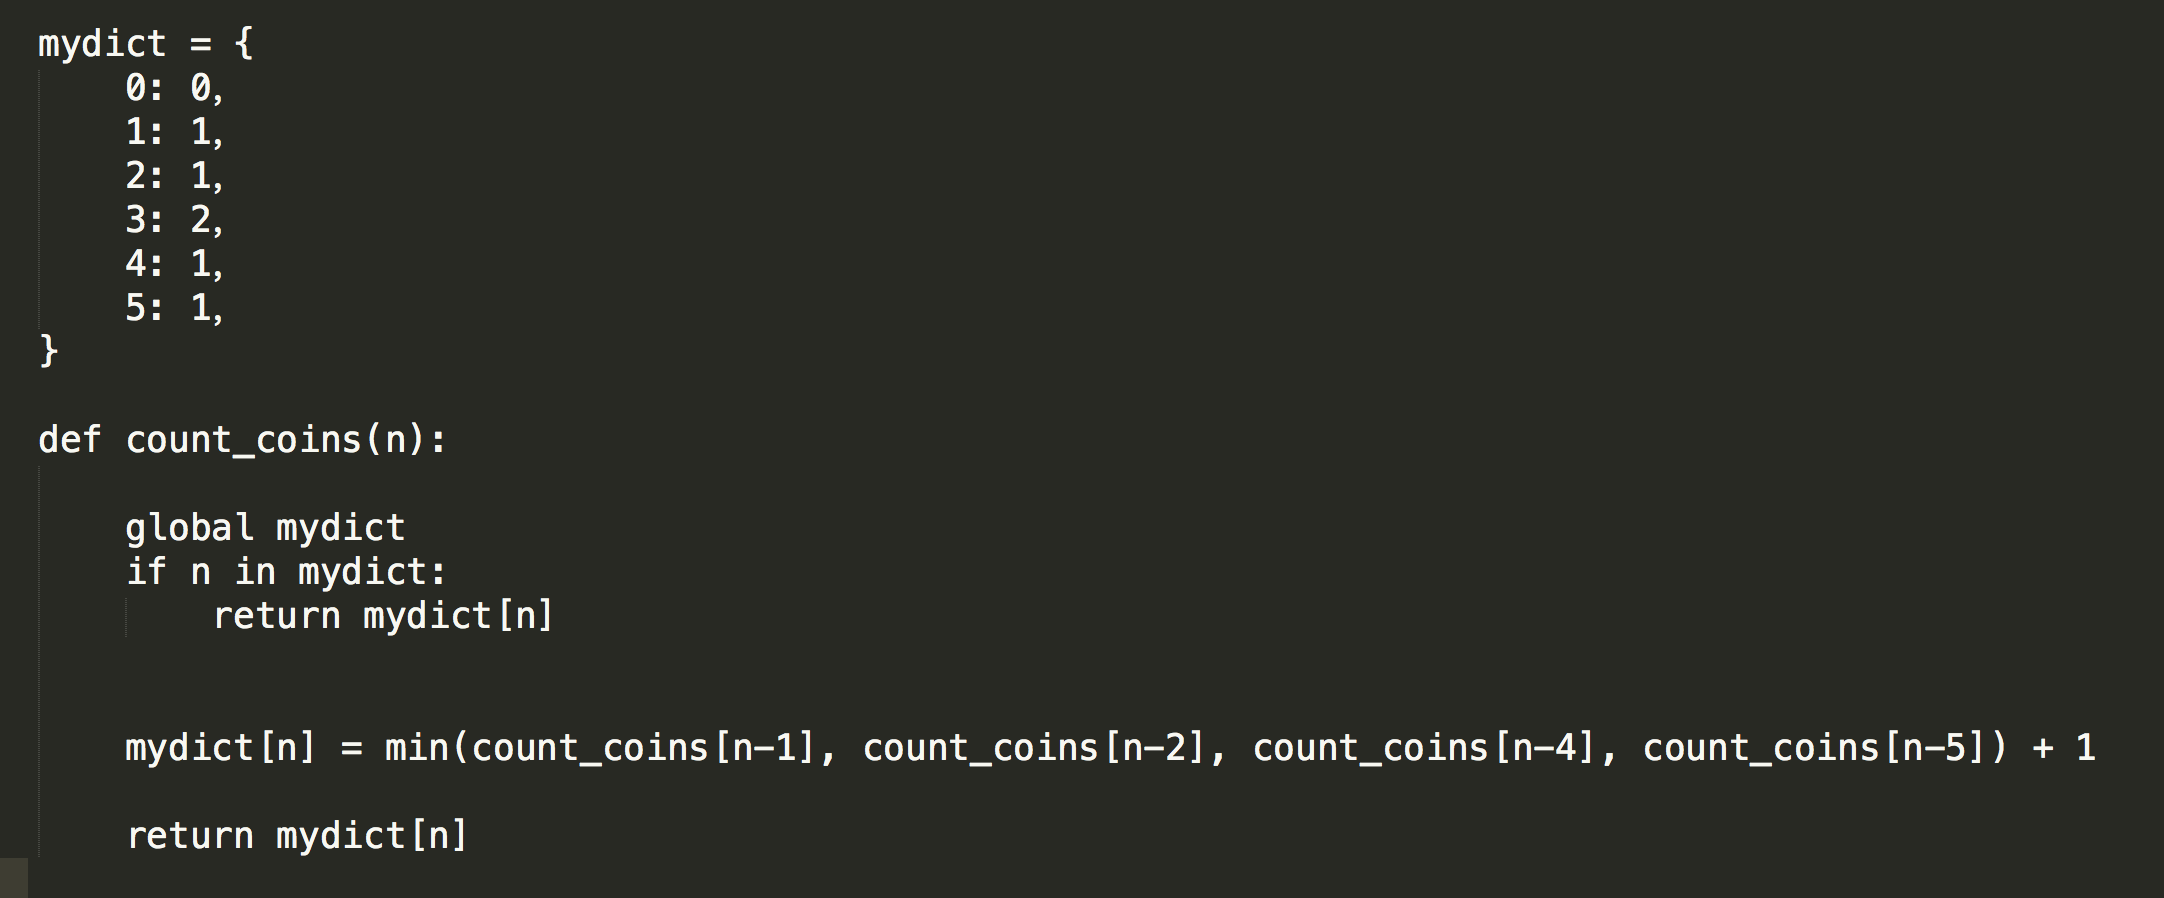 mydict = {
    0: 0,
    1: 1,
    2: 1,
    3: 2,
    4: 1,
    5: 1,
}
def count_coins(n):
    global mydict
    if n in mydict:
        return mydict[n]
    mydict[n] = min(count_coins[n-1], count_coins[n-2], count_coins[n-4], count_coins[n-5]) + 1
    return mydict[n]